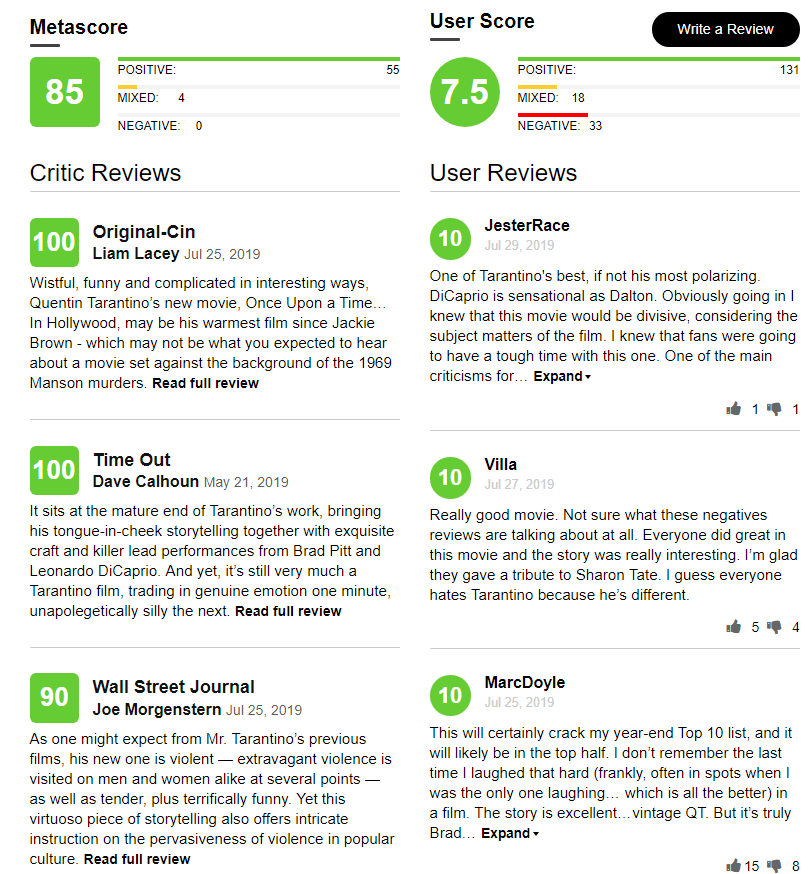 Metascore
85
POSITIVE: 55
MIXED: 4
NEGATIVE: 0
Critic Reviews
100
Original-Cin
Liam Lacey Jul 25, 2019
Wistful, funny and complicated in interesting ways,
Quentin Tarantino’s new movie, Once Upon a Time…
In Hollywood, may be his warmest film since Jackie
Brown - which may not be what you expected to hear
about a movie set against the background of the 1969
Manson murders. Read full review
100
Time Out
Dave Calhoun May 21, 2019
It sits at the mature end of Tarantino’s work, bringing
his tongue-in-cheek storytelling together with exquisite
craft and killer lead performances from Brad Pitt and
Leonardo DiCaprio. And yet, it’s still very much a
Tarantino film, trading in genuine emotion one minute,
unapologetically silly the next. Read full review
90
Wall Street Journal
Joe Morgenstern Jul 25, 2019
As one might expect from Mr. Tarantino’s previous
films, his new one is violent — extravagant violence is
visited on men and women alike at several points —
as well as tender, plus terrifically funny. Yet this
virtuoso piece of storytelling also offers intricate
instruction on the pervasiveness of violence in popular
culture. Read full review
User Score
Write a Review
7.5
POSITIVE: 131
MIXED: 18
NEGATIVE: 33
User Reviews
10
JesterRace
Jul 29, 2019
One of Tarantino's best, if not his most polarizing.
DiCaprio is sensational as Dalton. Obviously going in I
knew that this movie would be divisive, considering the
subject matters of the film. I knew that fans were going
to have a tough time with this one. One of the main
criticisms for… Expand
1 1
10
Villa
Jul 27, 2019
Really good movie. Not sure what these negatives
reviews are talking about at all. Everyone did great in
this movie and the story was really interesting. I’m glad
they gave a tribute to Sharon Tate. I guess everyone
hates Tarantino because he’s different.
5 4
10
MarcDoyle
Jul 25, 2019
This will certainly crack my year-end Top 10 list, and it
will likely be in the top half. I don’t remember the last
time I laughed that hard (frankly, often in spots when I
was the only one laughing… which is all the better) in
a film. The story is excellent…vintage QT. But it’s truly
Brad… Expand
15 8